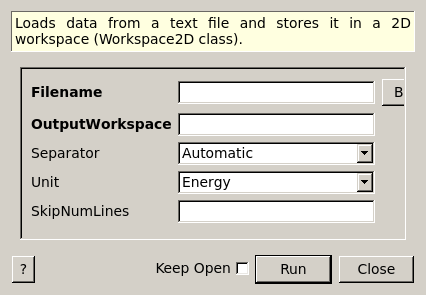 Loads data from a text file and stores it in a 2D
workspace (Workspace2D class).
Filename
B
OutputWorkspace
Separator
Automatic
Unit
Energy
SkipNumLines
?
Keep Open
Run
Close